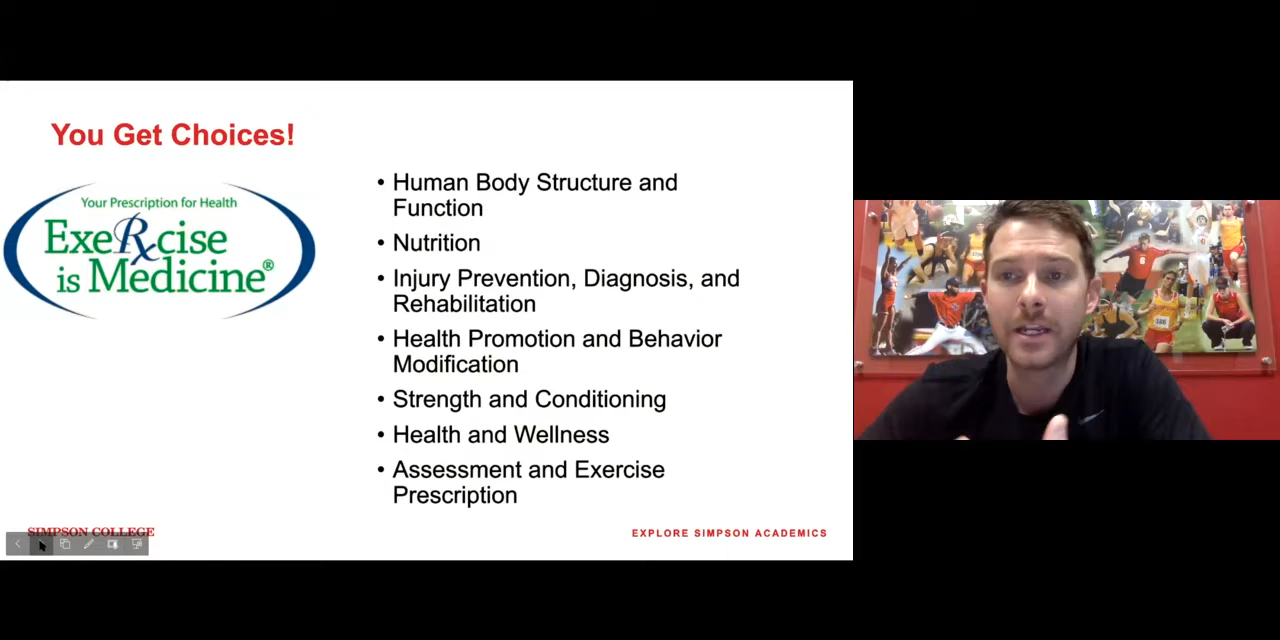 You Get Choices!
Your Prescription for Health
ExeRxcise
is Medicine®
• Human Body Structure and
Function
• Nutrition
• Injury Prevention, Diagnosis, and
Rehabilitation
• Health Promotion and Behavior
Modification
• Strength and Conditioning
• Health and Wellness
• Assessment and Exercise
Prescription
SIMPSON COLLEGE
EXPLORE SIMPSON ACADEMICS